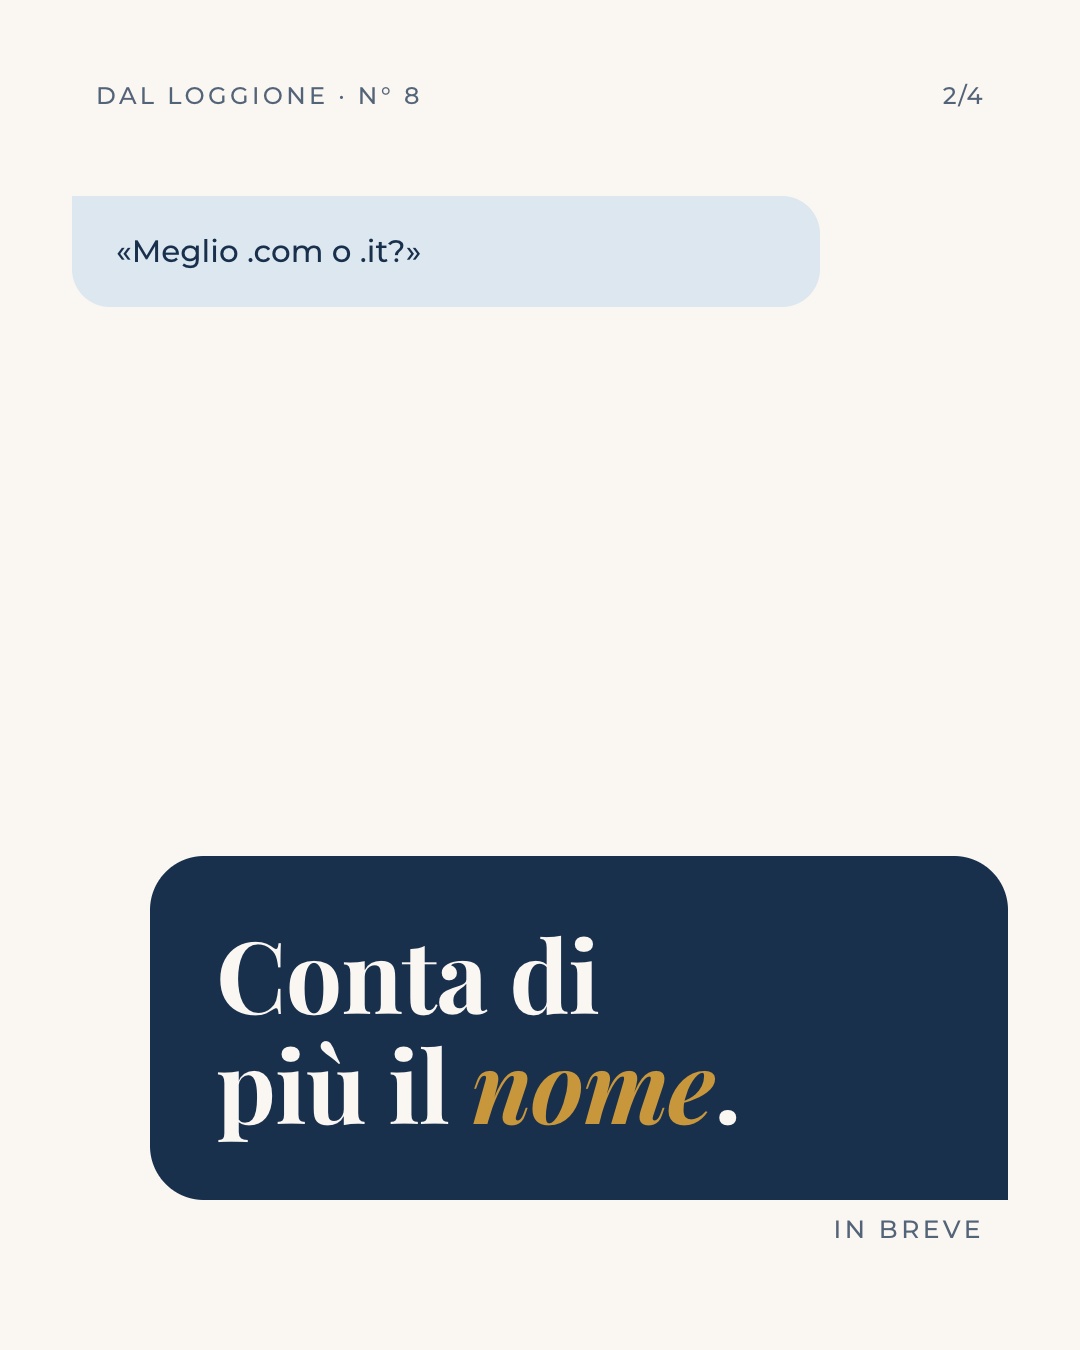 DAL LOGGIONE · N° 8
2/4
«Meglio .com o .it?»
Conta di
più il nome.
IN BREVE